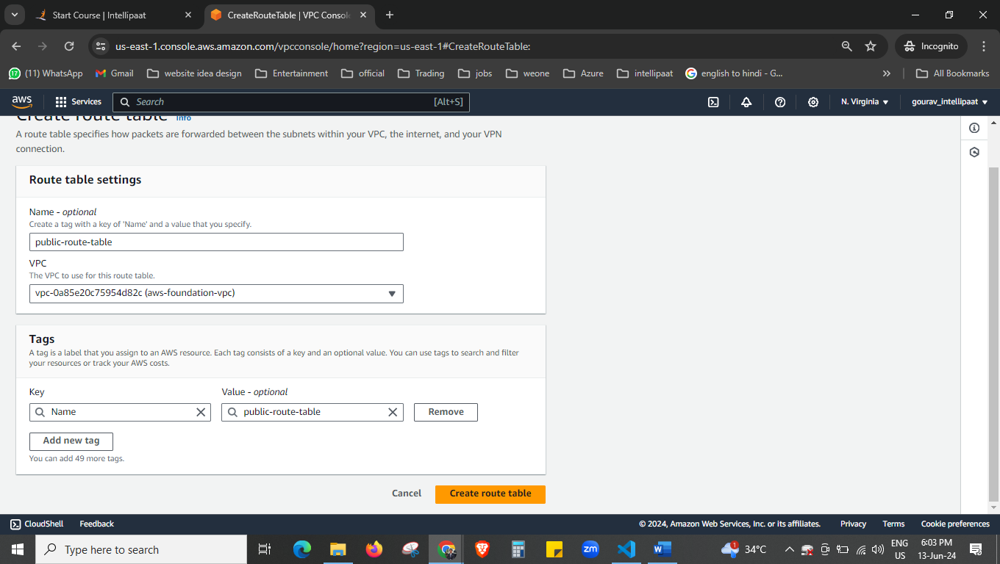 Start Course | Intellipaat
CreateRouteTable | VPC Console
us-east-1.console.aws.amazon.com/vpcconsole/home?region=us-east-1#CreateRouteTable:
Incognito
17
(11) WhatsApp
Gmail
website idea design
Entertainment
official
Trading
jobs
weone
Azure
intellipaat
english to hindi - G...
All Bookmarks
aws
Services
Search
[Alt+S]
N. Virginia
gourav_intellipaat
Create route table Info
A route table specifies how packets are forwarded between the subnets within your VPC, the internet, and your VPN
connection.
Route table settings
Name - optional
Create a tag with a key of 'Name' and a value that you specify.
public-route-table
VPC
The VPC to use for this route table.
vpc-0a85e20c75954d82c (aws-foundation-vpc)
Tags
A tag is a label that you assign to an AWS resource. Each tag consists of a key and an optional value. You can use tags to search and filter
your resources or track your AWS costs.
Key
Value - optional
Name
public-route-table
Remove
Add new tag
You can add 49 more tags.
Cancel
Create route table
CloudShell
Feedback
© 2024, Amazon Web Services, Inc. or its affiliates.
Privacy
Terms
Cookie preferences
Type here to search
zm
1
34°C
ENG
US
6:03 PM
13-Jun-24